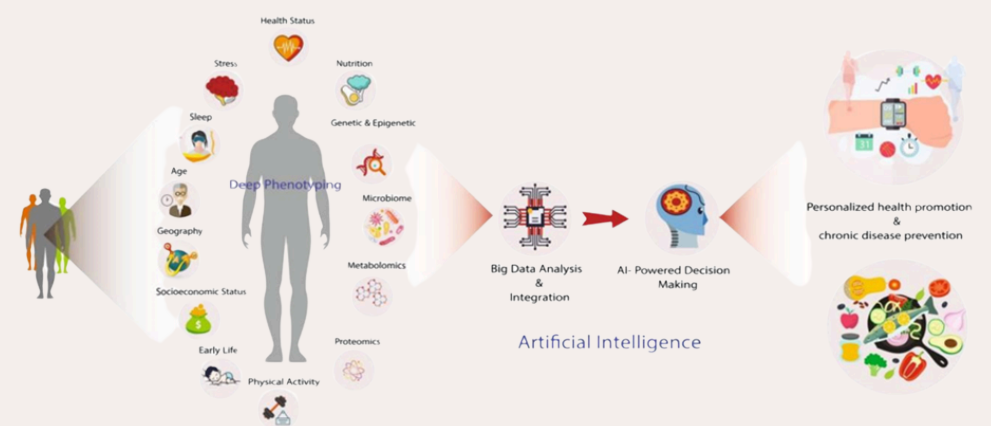 Health Status
Stress
Nutrition
Sleep
Genetic & Epigenetic
Age
Deep Phenotyping
Microbiome
Geography
Metabolomics
Socioeconomic Status
Proteomics
Early Life
Physical Activity
Big Data Analysis
&
Integration
AI- Powered Decision
Making
Artificial Intelligence
Personalized health promotion
&
chronic disease prevention